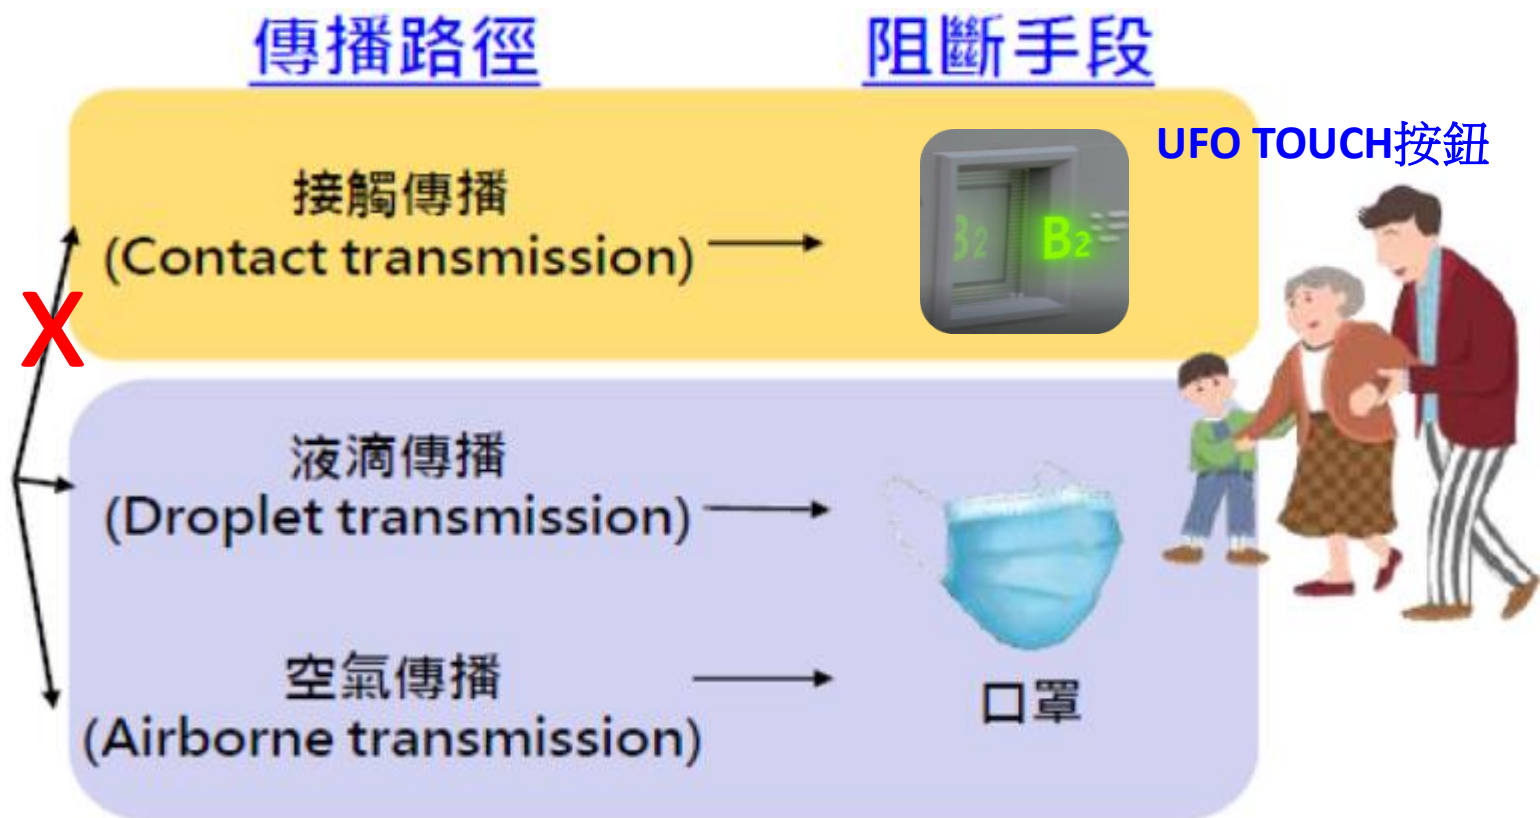 傳播路徑
阻斷手段
UFO TOUCH按鈕
接觸傳播
(Contact transmission)
B2
B2
X
液滴傳播
(Droplet transmission)
空氣傳播
(Airborne transmission)
口罩